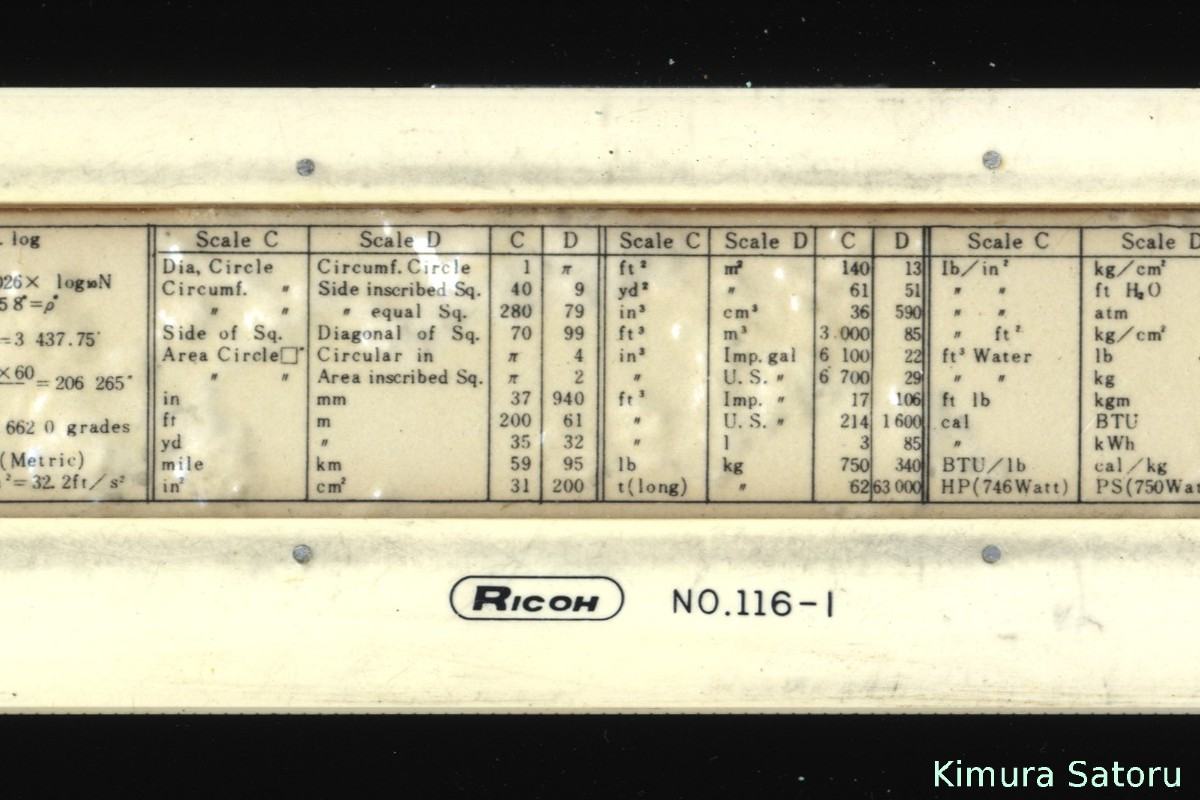 . log Scale C Scale D C D Scale C Scale D C D Scale C Scale D
026× log₁₀N Dia, Circle Circumf. Circle 1 π ft² m² 140 13 lb/in² kg/cm²
58″=ρ″ Circumf. 〃 Side inscribed Sq. 40 9 yd² 〃 61 51 〃 〃 ft H₂O
〃 〃 〃 equal Sq. 280 79 in³ cm³ 36 590 〃 〃 atm
=3 437.75′ Side of Sq. Diagonal of Sq. 70 99 ft³ m³ 3 000 85 〃 ft² kg/cm²
Area Circle□″ Circular in π 4 in³ Imp. gal 6 100 22 ft³ Water lb
×60 = 206 265″ 〃 〃 Area inscribed Sq. π 2 〃 U. S. 〃 6 700 29 〃 〃 kg
in mm 37 940 ft³ Imp. 〃 17 106 ft lb kgm
662 0 grades ft m 200 61 〃 U. S. 〃 214 1 600 cal BTU
yd 〃 35 32 〃 l 3 85 〃 kWh
(Metric) mile km 59 95 lb kg 750 340 BTU/lb cal/kg
²=32.2ft/s² in² cm² 31 200 t(long) 〃 62 63 000 HP(746Watt) PS(750Wat
RICOH NO.116-1
Kimura Satoru